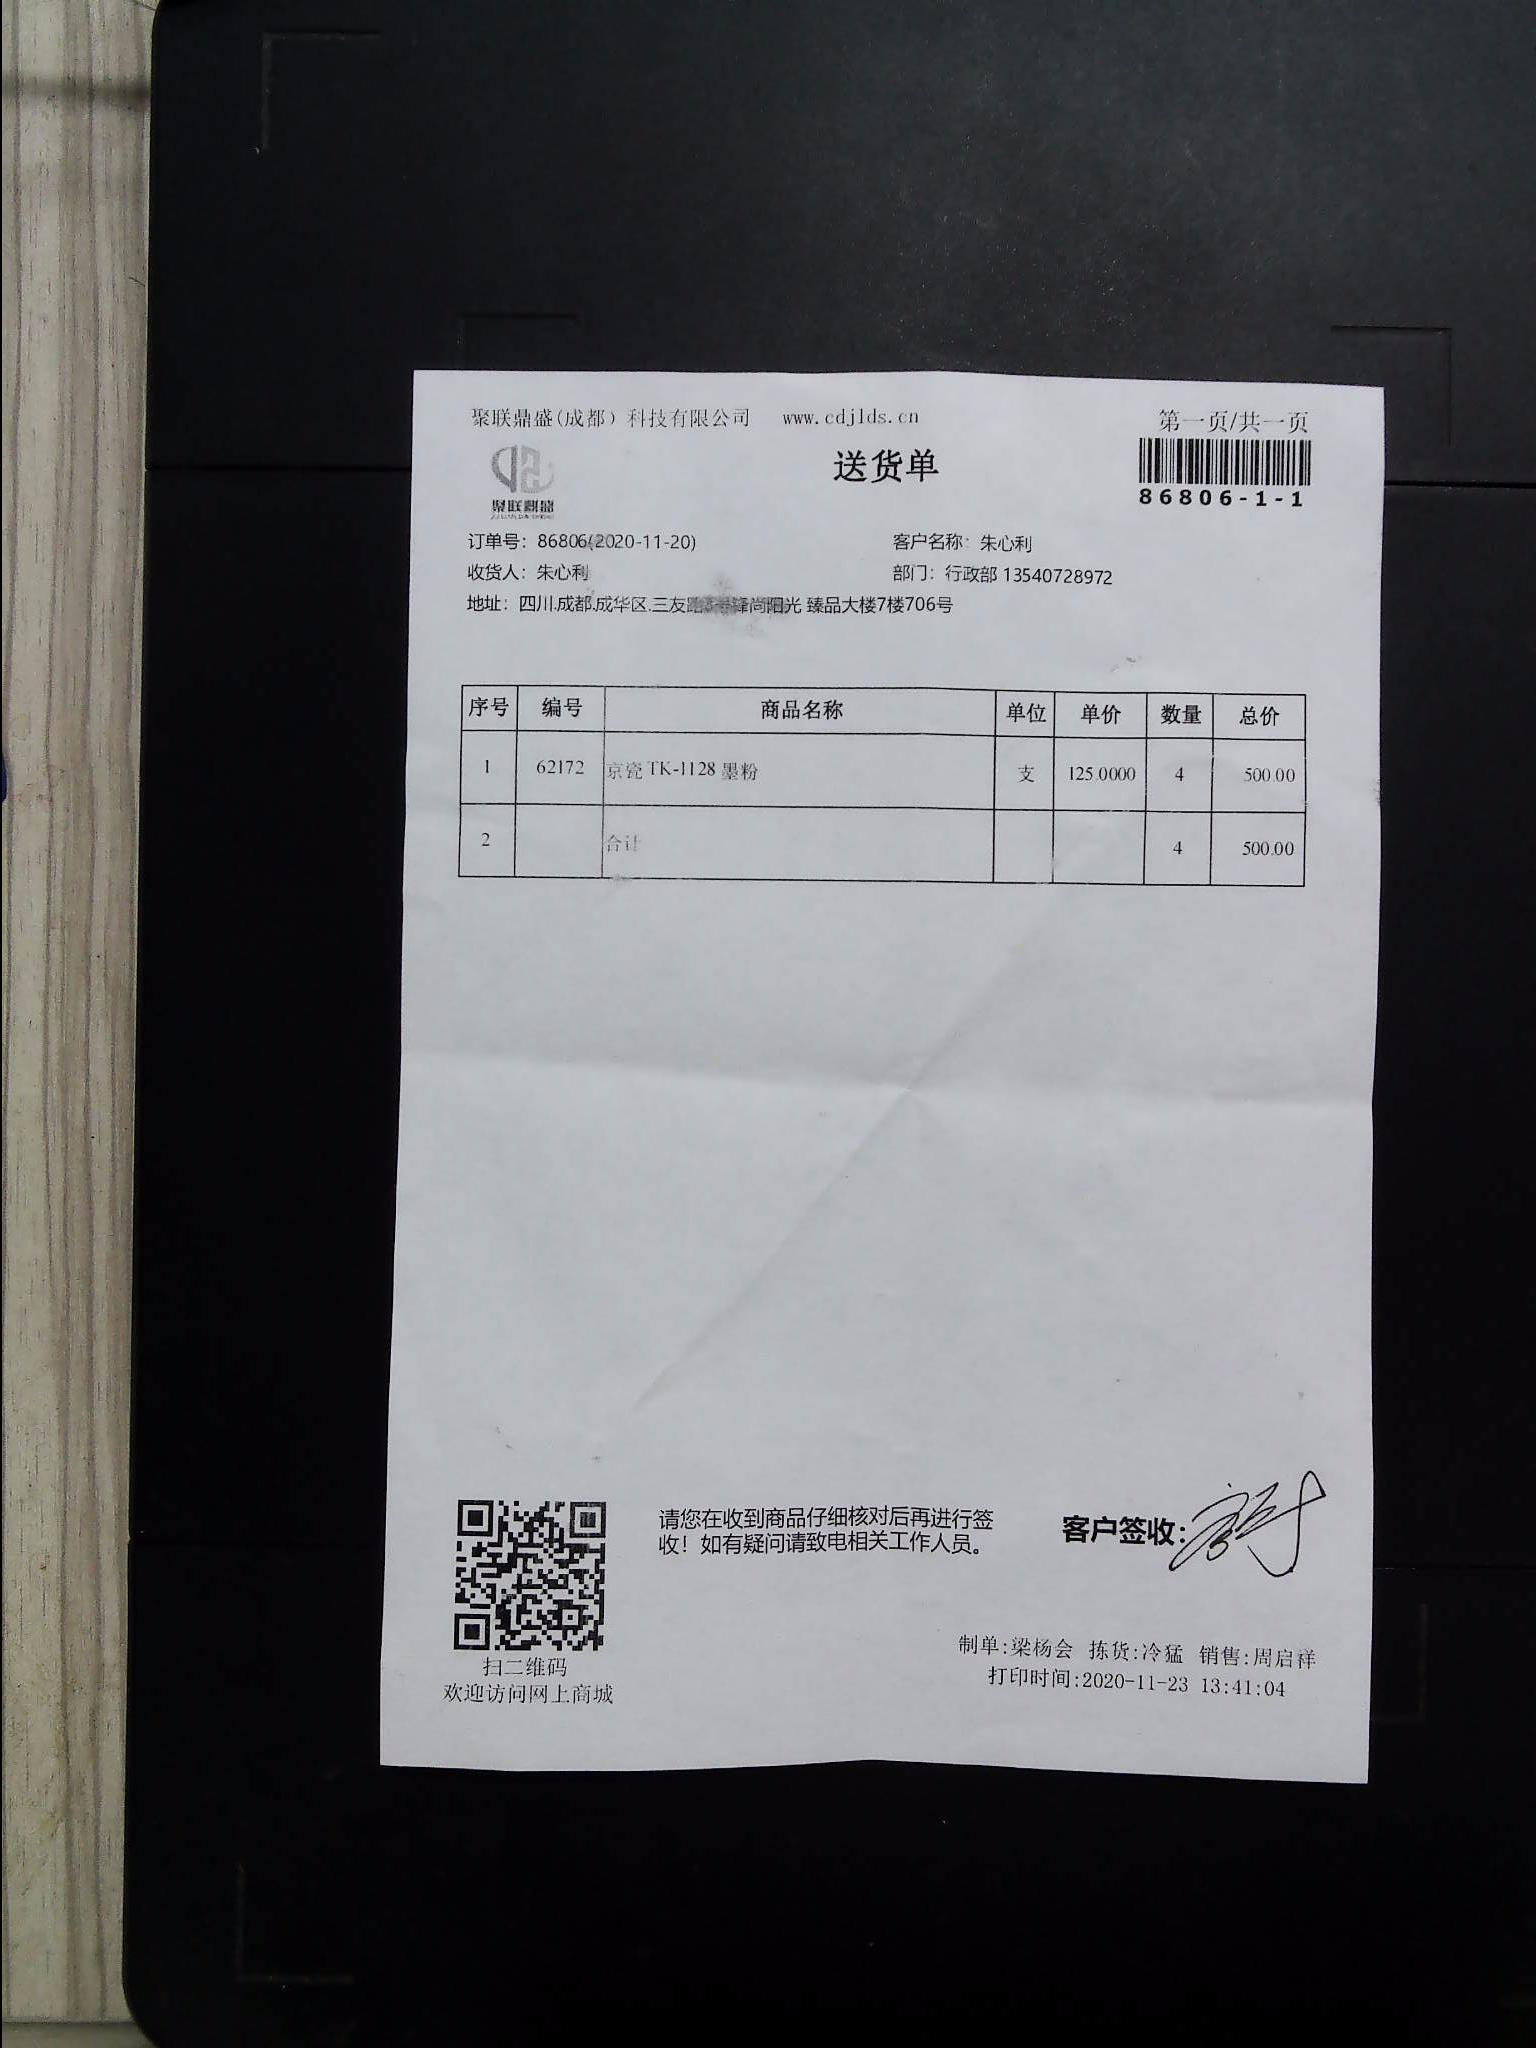 聚联鼎盛(成都）科技有限公司 www.cdjlds.cn 第一页/共一页
聚联鼎盛
送货单
86806-1-1
订单号：86806(2020-11-20) 客户名称：朱心利
收货人：朱心利 部门：行政部 13540728972
地址：四川.成都.成华区.三友路 锋尚阳光 臻品大楼7楼706号
序号 编号 商品名称 单位 单价 数量 总价
1 62172 京瓷 TK-1128 墨粉 支 125.0000 4 500.00
2 合计 4 500.00
请您在收到商品仔细核对后再进行签
收！如有疑问请致电相关工作人员。
客户签收：
扫二维码
欢迎访问网上商城
制单:梁杨会 拣货:冷猛 销售:周启祥
打印时间:2020-11-23 13:41:04